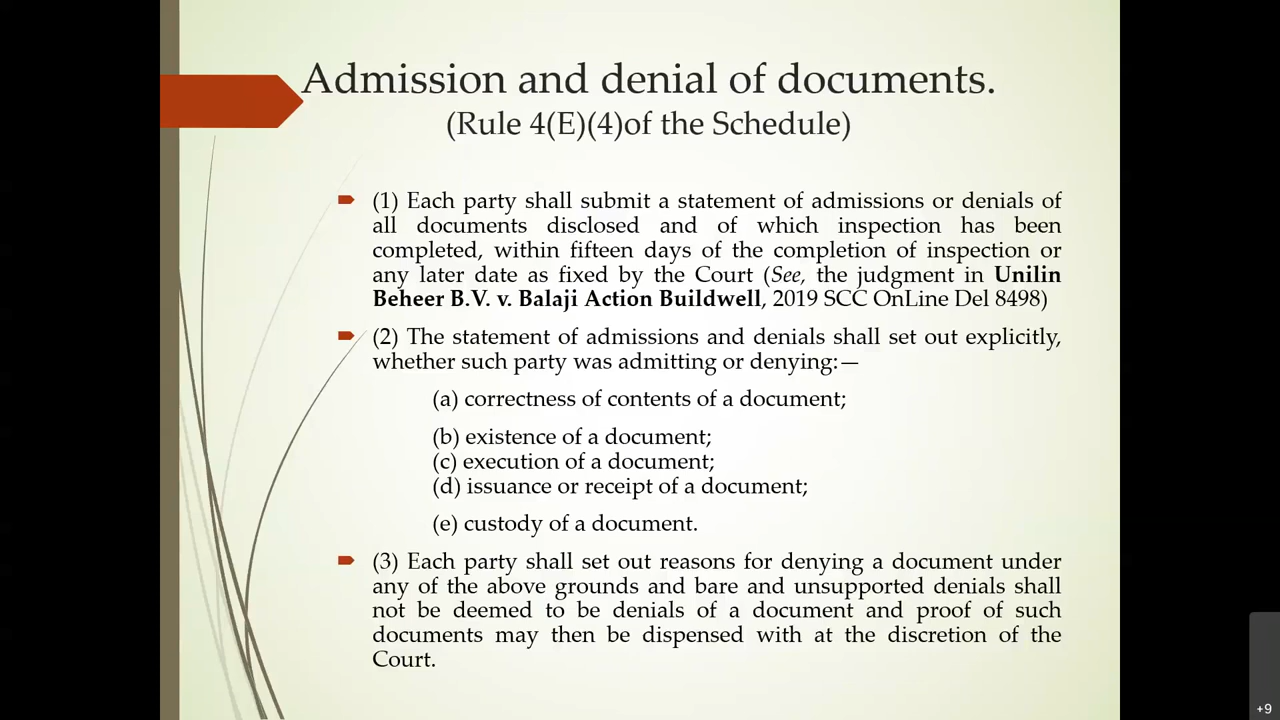 Admission and denial of documents.
(Rule 4(E)(4)of the Schedule)
(1) Each party shall submit a statement of admissions or denials of
all documents disclosed and of which inspection has been
completed, within fifteen days of the completion of inspection or
any later date as fixed by the Court (See, the judgment in Unilin
Beheer B.V. v. Balaji Action Buildwell, 2019 SCC OnLine Del 8498)
(2) The statement of admissions and denials shall set out explicitly,
whether such party was admitting or denying:—
(a) correctness of contents of a document;
(b) existence of a document;
(c) execution of a document;
(d) issuance or receipt of a document;
(e) custody of a document.
(3) Each party shall set out reasons for denying a document under
any of the above grounds and bare and unsupported denials shall
not be deemed to be denials of a document and proof of such
documents may then be dispensed with at the discretion of the
Court.
+9